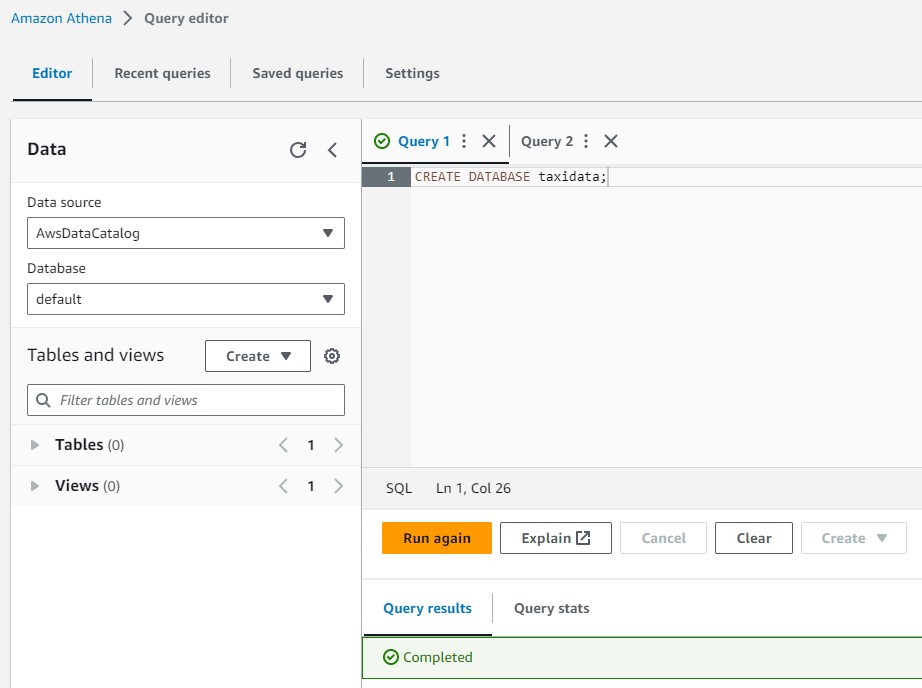 Amazon Athena > Query editor
Editor Recent queries Saved queries Settings
Data
Data source
AwsDataCatalog
Database
default
Tables and views Create
Filter tables and views
Tables (0) 1
Views (0) 1
Query 1 Query 2
1 CREATE DATABASE taxidata;
SQL Ln 1, Col 26
Run again Explain Cancel Clear Create
Query results Query stats
Completed